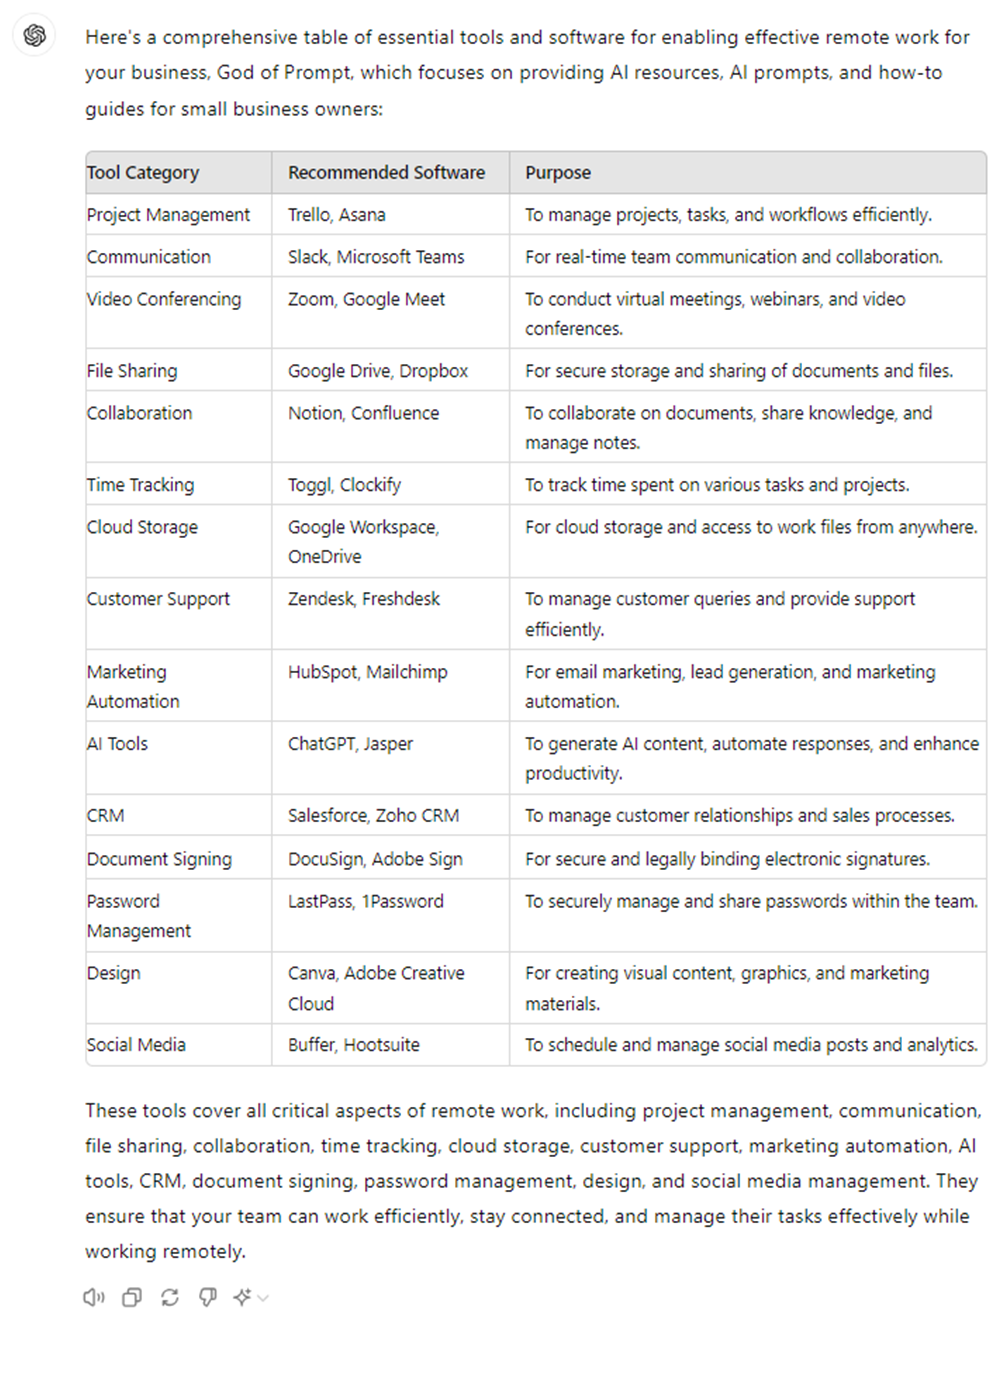 Here's a comprehensive table of essential tools and software for enabling effective remote work for
your business, God of Prompt, which focuses on providing AI resources, AI prompts, and how-to
guides for small business owners:
Tool Category Recommended Software Purpose
Project Management Trello, Asana To manage projects, tasks, and workflows efficiently.
Communication Slack, Microsoft Teams For real-time team communication and collaboration.
Video Conferencing Zoom, Google Meet To conduct virtual meetings, webinars, and video
conferences.
File Sharing Google Drive, Dropbox For secure storage and sharing of documents and files.
Collaboration Notion, Confluence To collaborate on documents, share knowledge, and
manage notes.
Time Tracking Toggl, Clockify To track time spent on various tasks and projects.
Cloud Storage Google Workspace, For cloud storage and access to work files from anywhere.
OneDrive
Customer Support Zendesk, Freshdesk To manage customer queries and provide support
efficiently.
Marketing HubSpot, Mailchimp For email marketing, lead generation, and marketing
Automation automation.
AI Tools ChatGPT, Jasper To generate AI content, automate responses, and enhance
productivity.
CRM Salesforce, Zoho CRM To manage customer relationships and sales processes.
Document Signing DocuSign, Adobe Sign For secure and legally binding electronic signatures.
Password LastPass, 1Password To securely manage and share passwords within the team.
Management
Design Canva, Adobe Creative For creating visual content, graphics, and marketing
Cloud materials.
Social Media Buffer, Hootsuite To schedule and manage social media posts and analytics.
These tools cover all critical aspects of remote work, including project management, communication,
file sharing, collaboration, time tracking, cloud storage, customer support, marketing automation, AI
tools, CRM, document signing, password management, design, and social media management. They
ensure that your team can work efficiently, stay connected, and manage their tasks effectively while
working remotely.